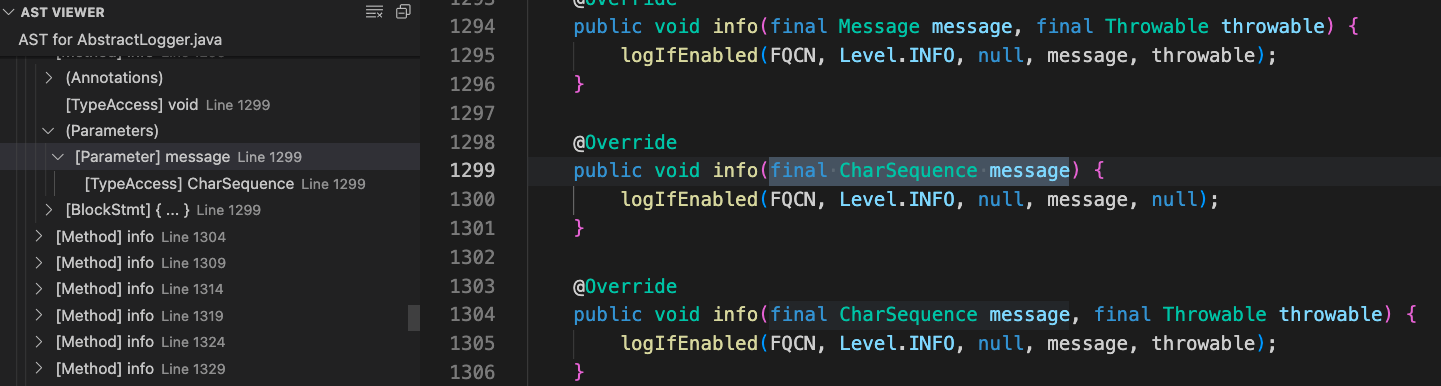 AST VIEWER
AST for AbstractLogger.java
(Annotations)
[TypeAccess] void Line 1299
(Parameters)
[Parameter] message Line 1299
[TypeAccess] CharSequence Line 1299
[BlockStmt] { ... } Line 1299
[Method] info Line 1304
[Method] info Line 1309
[Method] info Line 1314
[Method] info Line 1319
[Method] info Line 1324
[Method] info Line 1329
1293 @Override
1294 public void info(final Message message, final Throwable throwable) {
1295 logIfEnabled(FQCN, Level.INFO, null, message, throwable);
1296 }
1297
1298 @Override
1299 public void info(final·CharSequence·message) {
1300 logIfEnabled(FQCN, Level.INFO, null, message, null);
1301 }
1302
1303 @Override
1304 public void info(final CharSequence message, final Throwable throwable) {
1305 logIfEnabled(FQCN, Level.INFO, null, message, throwable);
1306 }